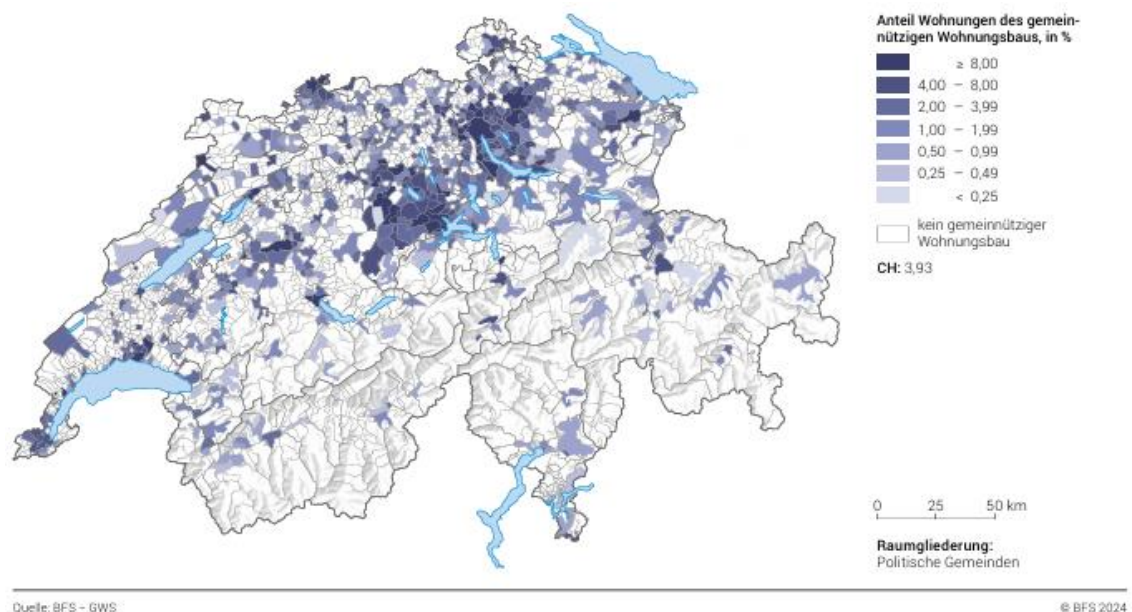 Anteil Wohnungen des gemein-
nützigen Wohnungsbaus, in %
≥ 8,00
4,00 – 8,00
2,00 – 3,99
1,00 – 1,99
0,50 – 0,99
0,25 – 0,49
< 0,25
kein gemeinnütziger
Wohnungsbau
CH: 3,93
0 25 50 km
Raumgliederung:
Politische Gemeinden
Quelle: BFS – GWS
© BFS 2024